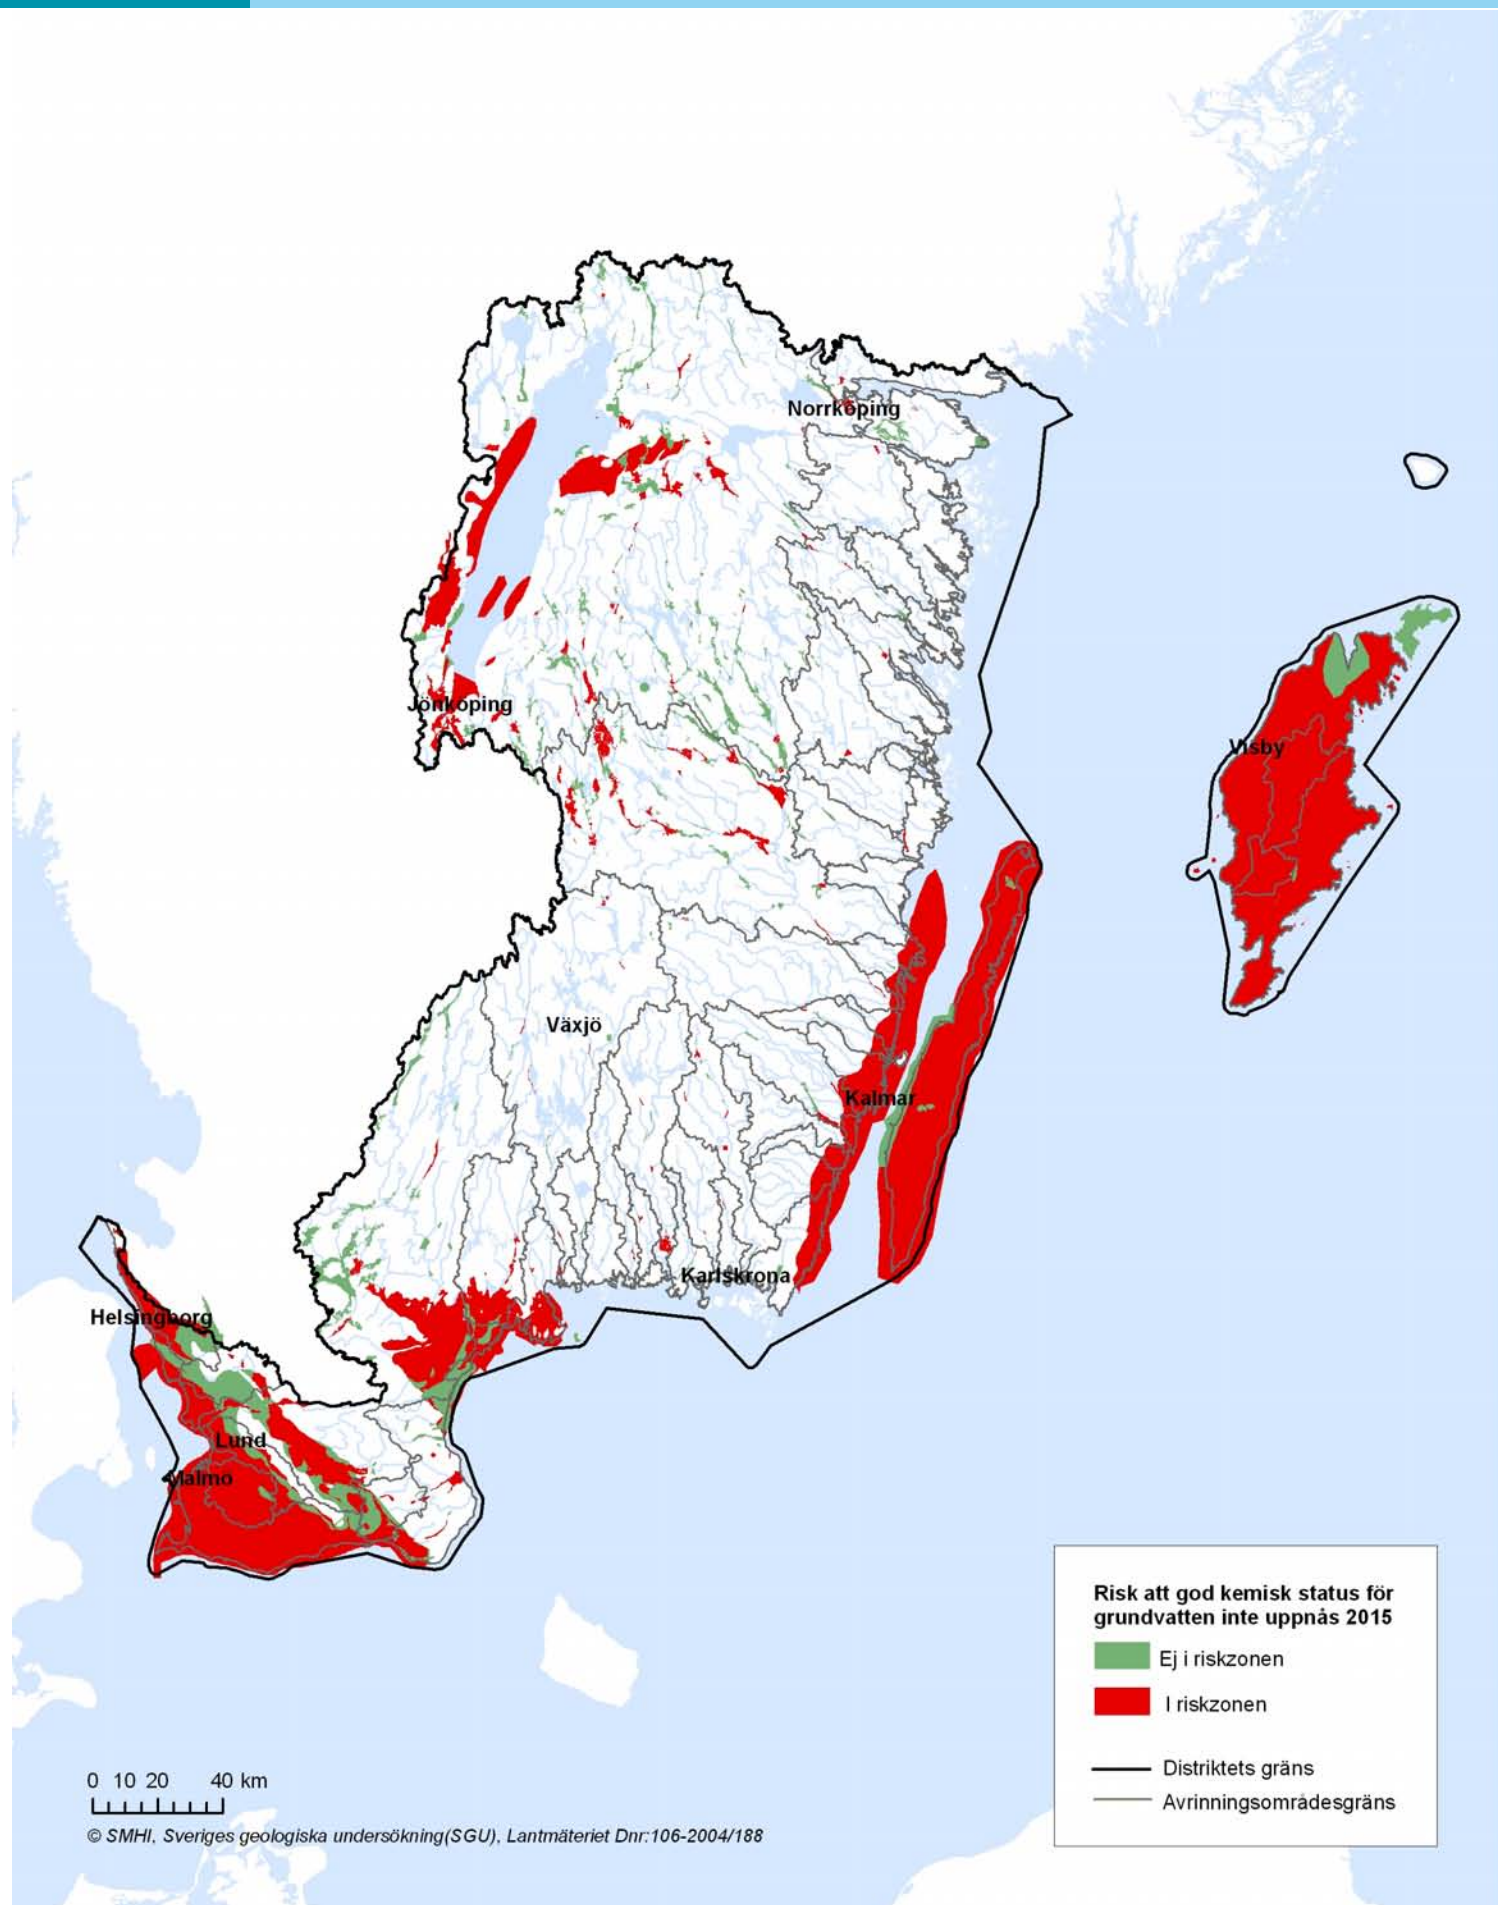 Norrköping
Jönköping
Visby
Växjö
Kalmar
Karlskrona
Helsingborg
Lund
Malmö
Risk att god kemisk status för
grundvatten inte uppnås 2015
Ej i riskzonen
I riskzonen
Distriktets gräns
Avrinningsområdesgräns
0 10 20 40 km
© SMHI, Sveriges geologiska undersökning(SGU), Lantmäteriet Dnr:106-2004/188